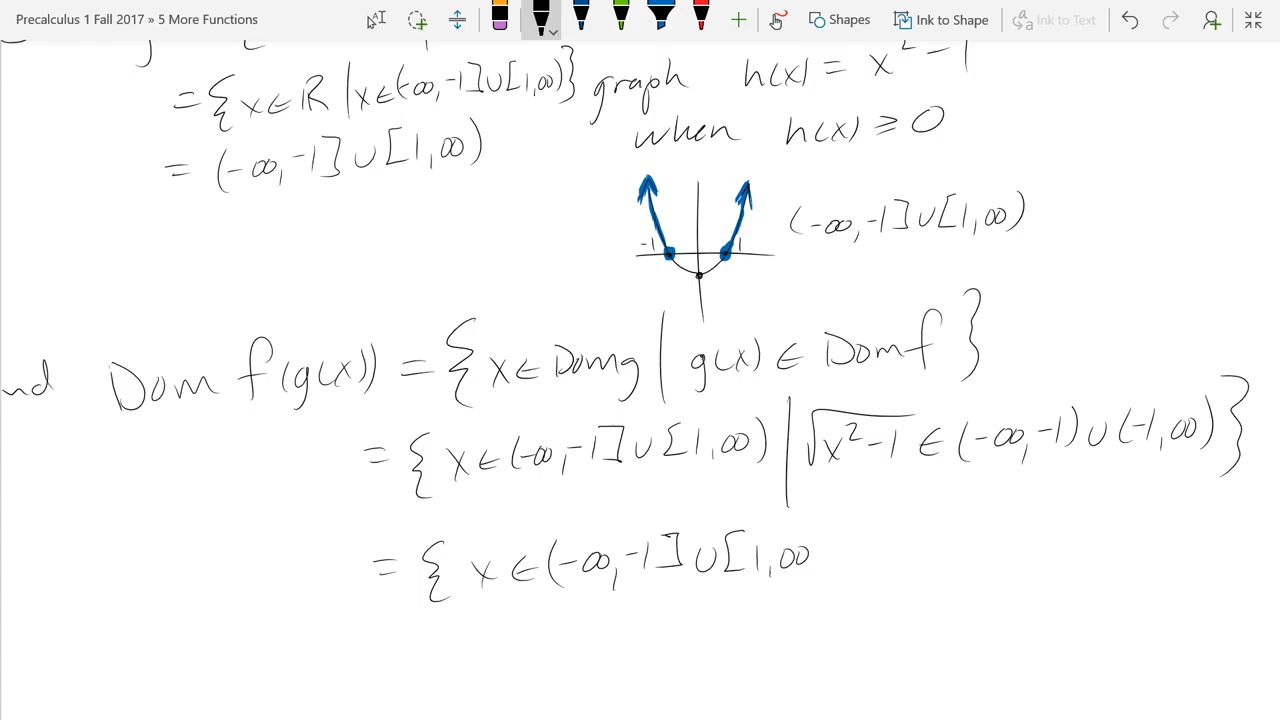 Precalculus 1 Fall 2017 » 5 More Functions
Shapes
Ink to Shape
Ink to Text
= {x ∈ ℝ | x ∈ (-∞, -1] ∪ [1, ∞)}
= (-∞, -1] ∪ [1, ∞)
graph h(x) = x² - 1
when h(x) ≥ 0
-1 1
(-∞, -1] ∪ [1, ∞)
nd Dom f(g(x)) = {x ∈ Dom g | g(x) ∈ Dom f}
= {x ∈ (-∞, -1] ∪ [1, ∞) | √(x² - 1) ∈ (-∞, -1) ∪ (-1, ∞)}
= {x ∈ (-∞, -1] ∪ [1, ∞